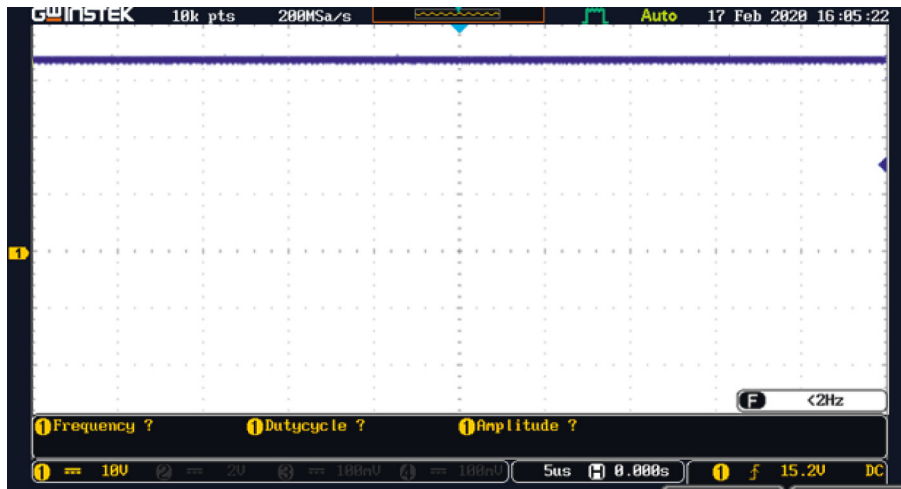 GWINSTEK 10k pts 200MSa/s Auto 17 Feb 2020 16:05:22
1
F <2Hz
1 Frequency ? 1 Dutycycle ? 1 Amplitude ?
1 10V 2 2V 3 100mV 4 100mV 5us H 0.000s 1 15.2V DC